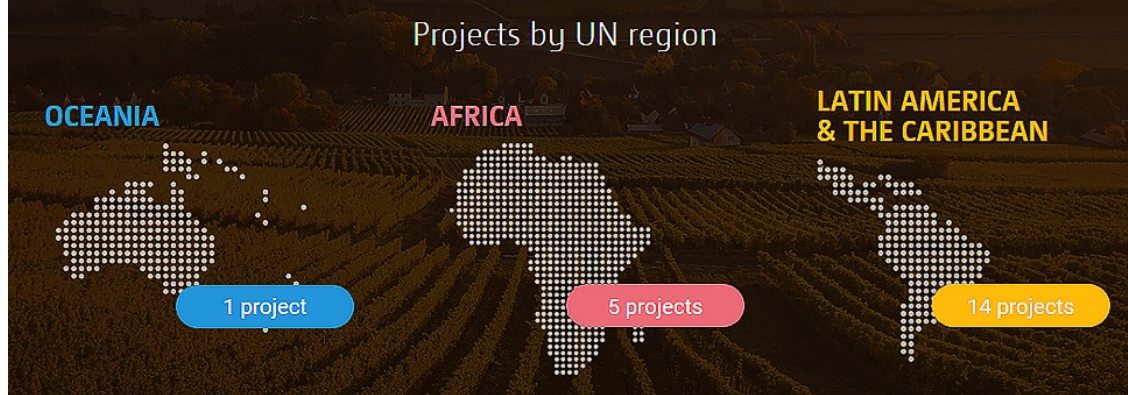 Projects by UN region
OCEANIA
AFRICA
LATIN AMERICA
& THE CARIBBEAN
1 project
5 projects
14 projects